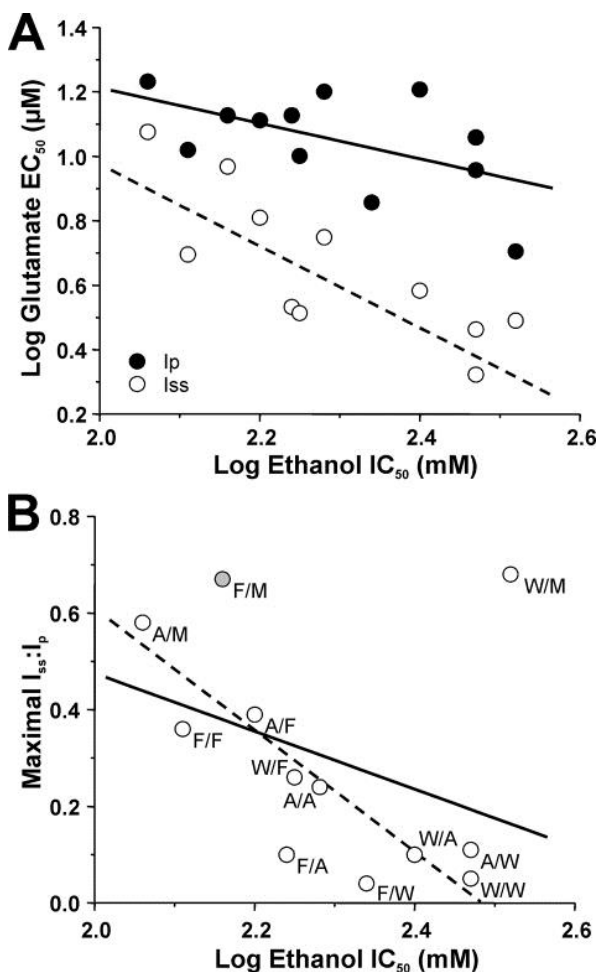 A
Log Glutamate EC50 (µM)
1.4
1.2
1.0
0.8
0.6
0.4
0.2
Ip
Iss
2.0 2.2 2.4 2.6
Log Ethanol IC50 (mM)
B
Maximal Iss:Ip
0.8
0.6
0.4
0.2
0.0
F/M
W/M
A/M
A/F
F/F
W/F
A/A
W/A
F/A
A/W
F/W
W/W
2.0 2.2 2.4 2.6
Log Ethanol IC50 (mM)